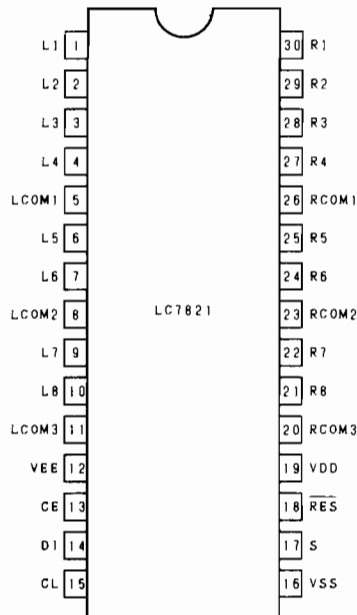 L1 1 30 R1
L2 2 29 R2
L3 3 28 R3
L4 4 27 R4
LCOM1 5 26 RCOM1
L5 6 25 R5
L6 7 24 R6
LC7821
LCOM2 8 23 RCOM2
L7 9 22 R7
L8 10 21 R8
LCOM3 11 20 RCOM3
VEE 12 19 VDD
CE 13 18 R̅E̅S̅
DI 14 17 S
CL 15 16 VSS